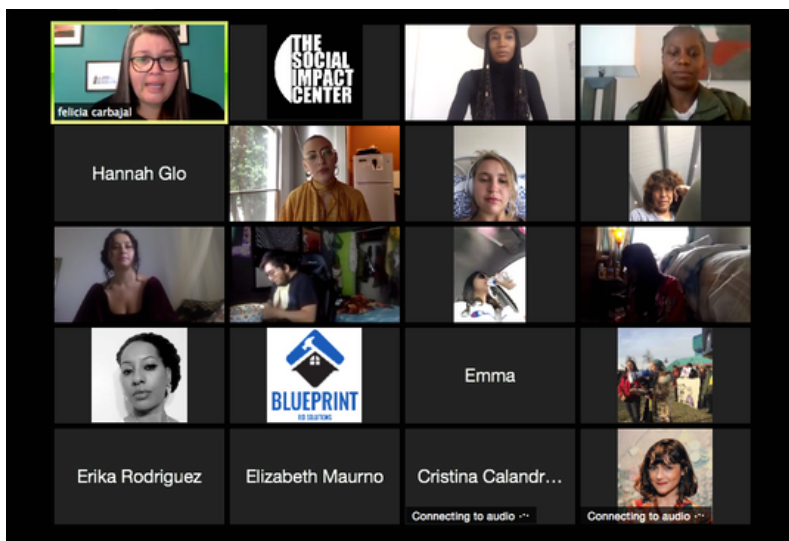 THE
SOCIAL
IMPACT
CENTER
felicia carbajal
Hannah Glo
BLUEPRINT
Emma
Erika Rodriguez
Elizabeth Maurno
Cristina Calandr...
Connecting to audio
Connecting to audio